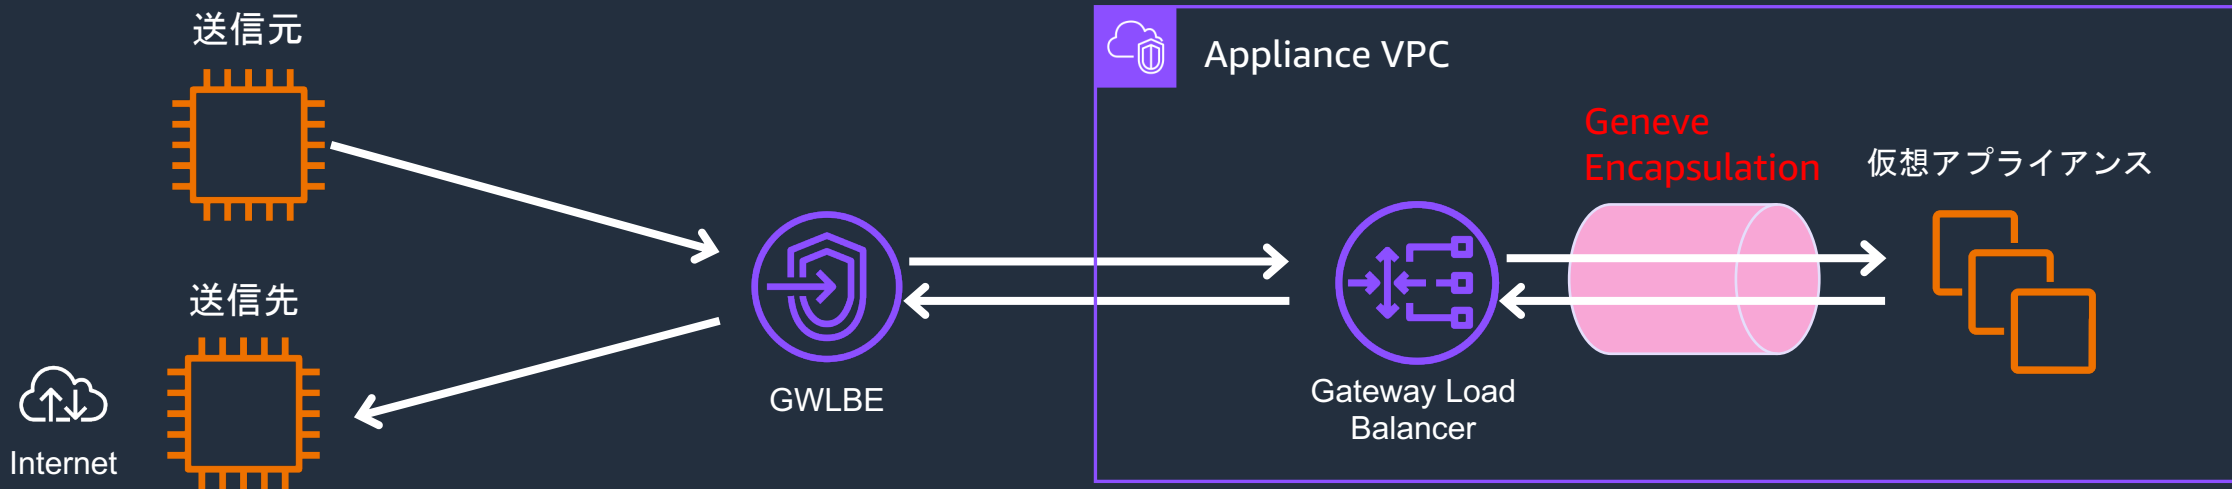 送信元
送信先
Internet
GWLBE
Appliance VPC
Gateway Load
Balancer
Geneve
Encapsulation
仮想アプライアンス